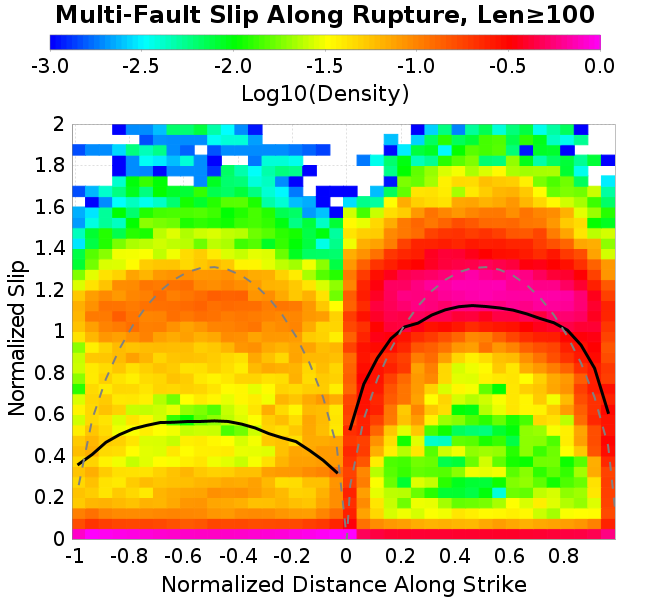 Multi-Fault Slip Along Rupture, Len≥100
-3.0 -2.5 -2.0 -1.5 -1.0 -0.5 0.0
Log10(Density)
2
1.8
1.6
1.4
1.2
1
0.8
0.6
0.4
0.2
0
Normalized Slip
-1 -0.8 -0.6 -0.4 -0.2 0 0.2 0.4 0.6 0.8
Normalized Distance Along Strike